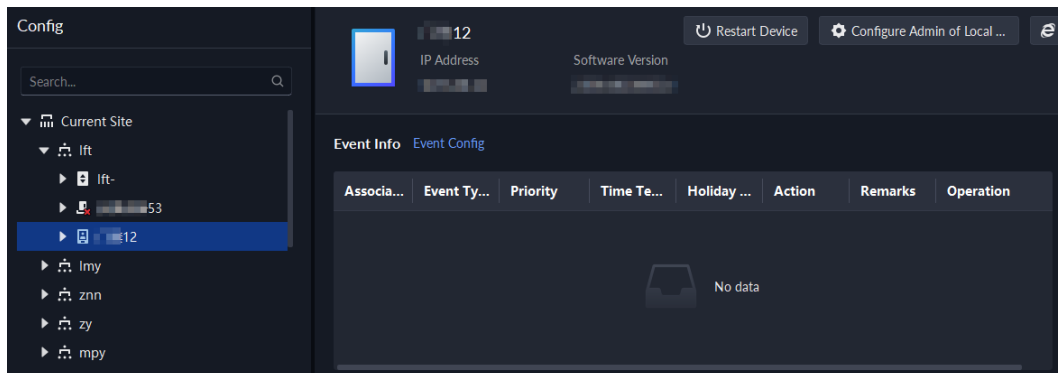 Config
Search...
Current Site
lft
lft-
53
12
lmy
znn
zy
mpy
12
Restart Device
Configure Admin of Local ...
IP Address
Software Version
Event Info Event Config
Associa... Event Ty... Priority Time Te... Holiday ... Action Remarks Operation
No data